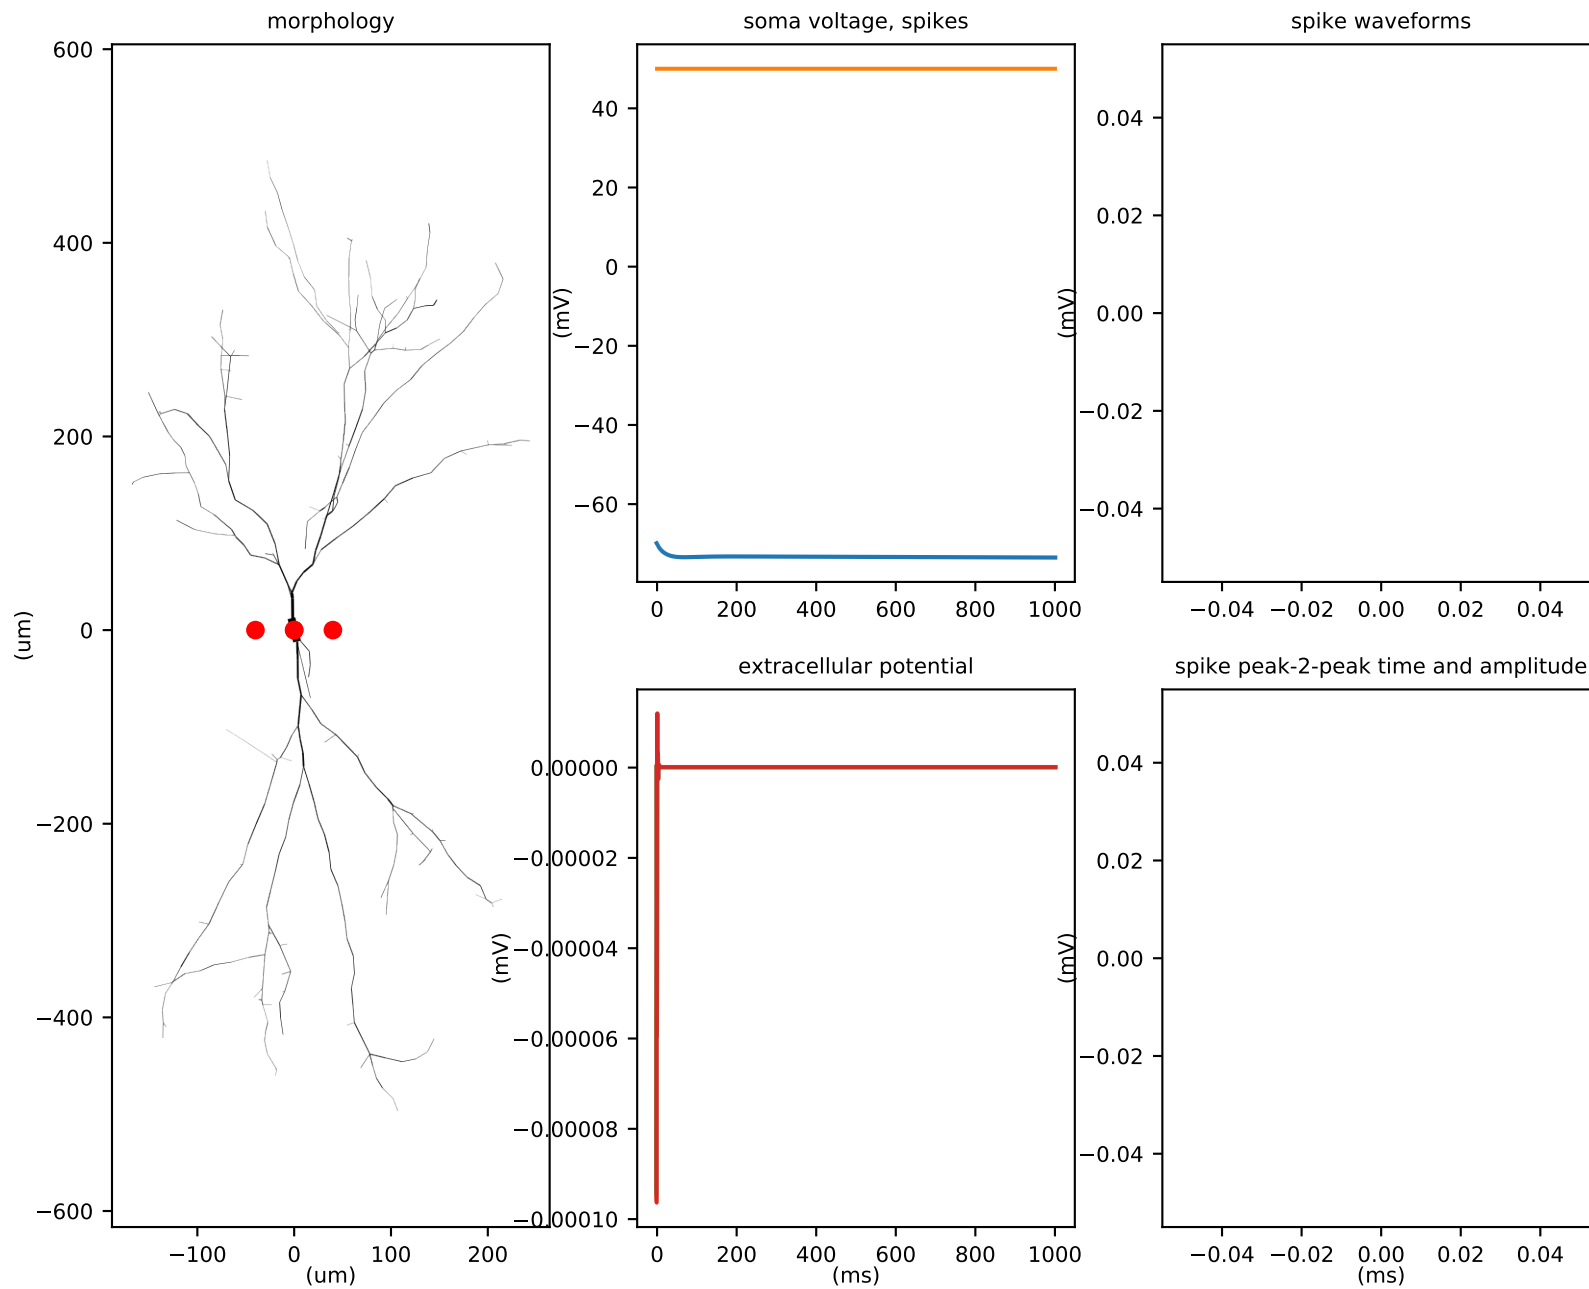 morphology
600
400
200
0
−200
−400
−600
(um)
−100 0 100 200
(um)
soma voltage, spikes
40
20
0
−20
−40
−60
(mV)
0 200 400 600 800 1000
spike waveforms
0.04
0.02
0.00
−0.02
−0.04
(mV)
−0.04 −0.02 0.00 0.02 0.04
extracellular potential
0.00000
−0.00002
−0.00004
−0.00006
−0.00008
−0.00010
(mV)
0 200 400 600 800 1000
(ms)
spike peak-2-peak time and amplitude
0.04
0.02
0.00
−0.02
−0.04
(mV)
−0.04 −0.02 0.00 0.02 0.04
(ms)